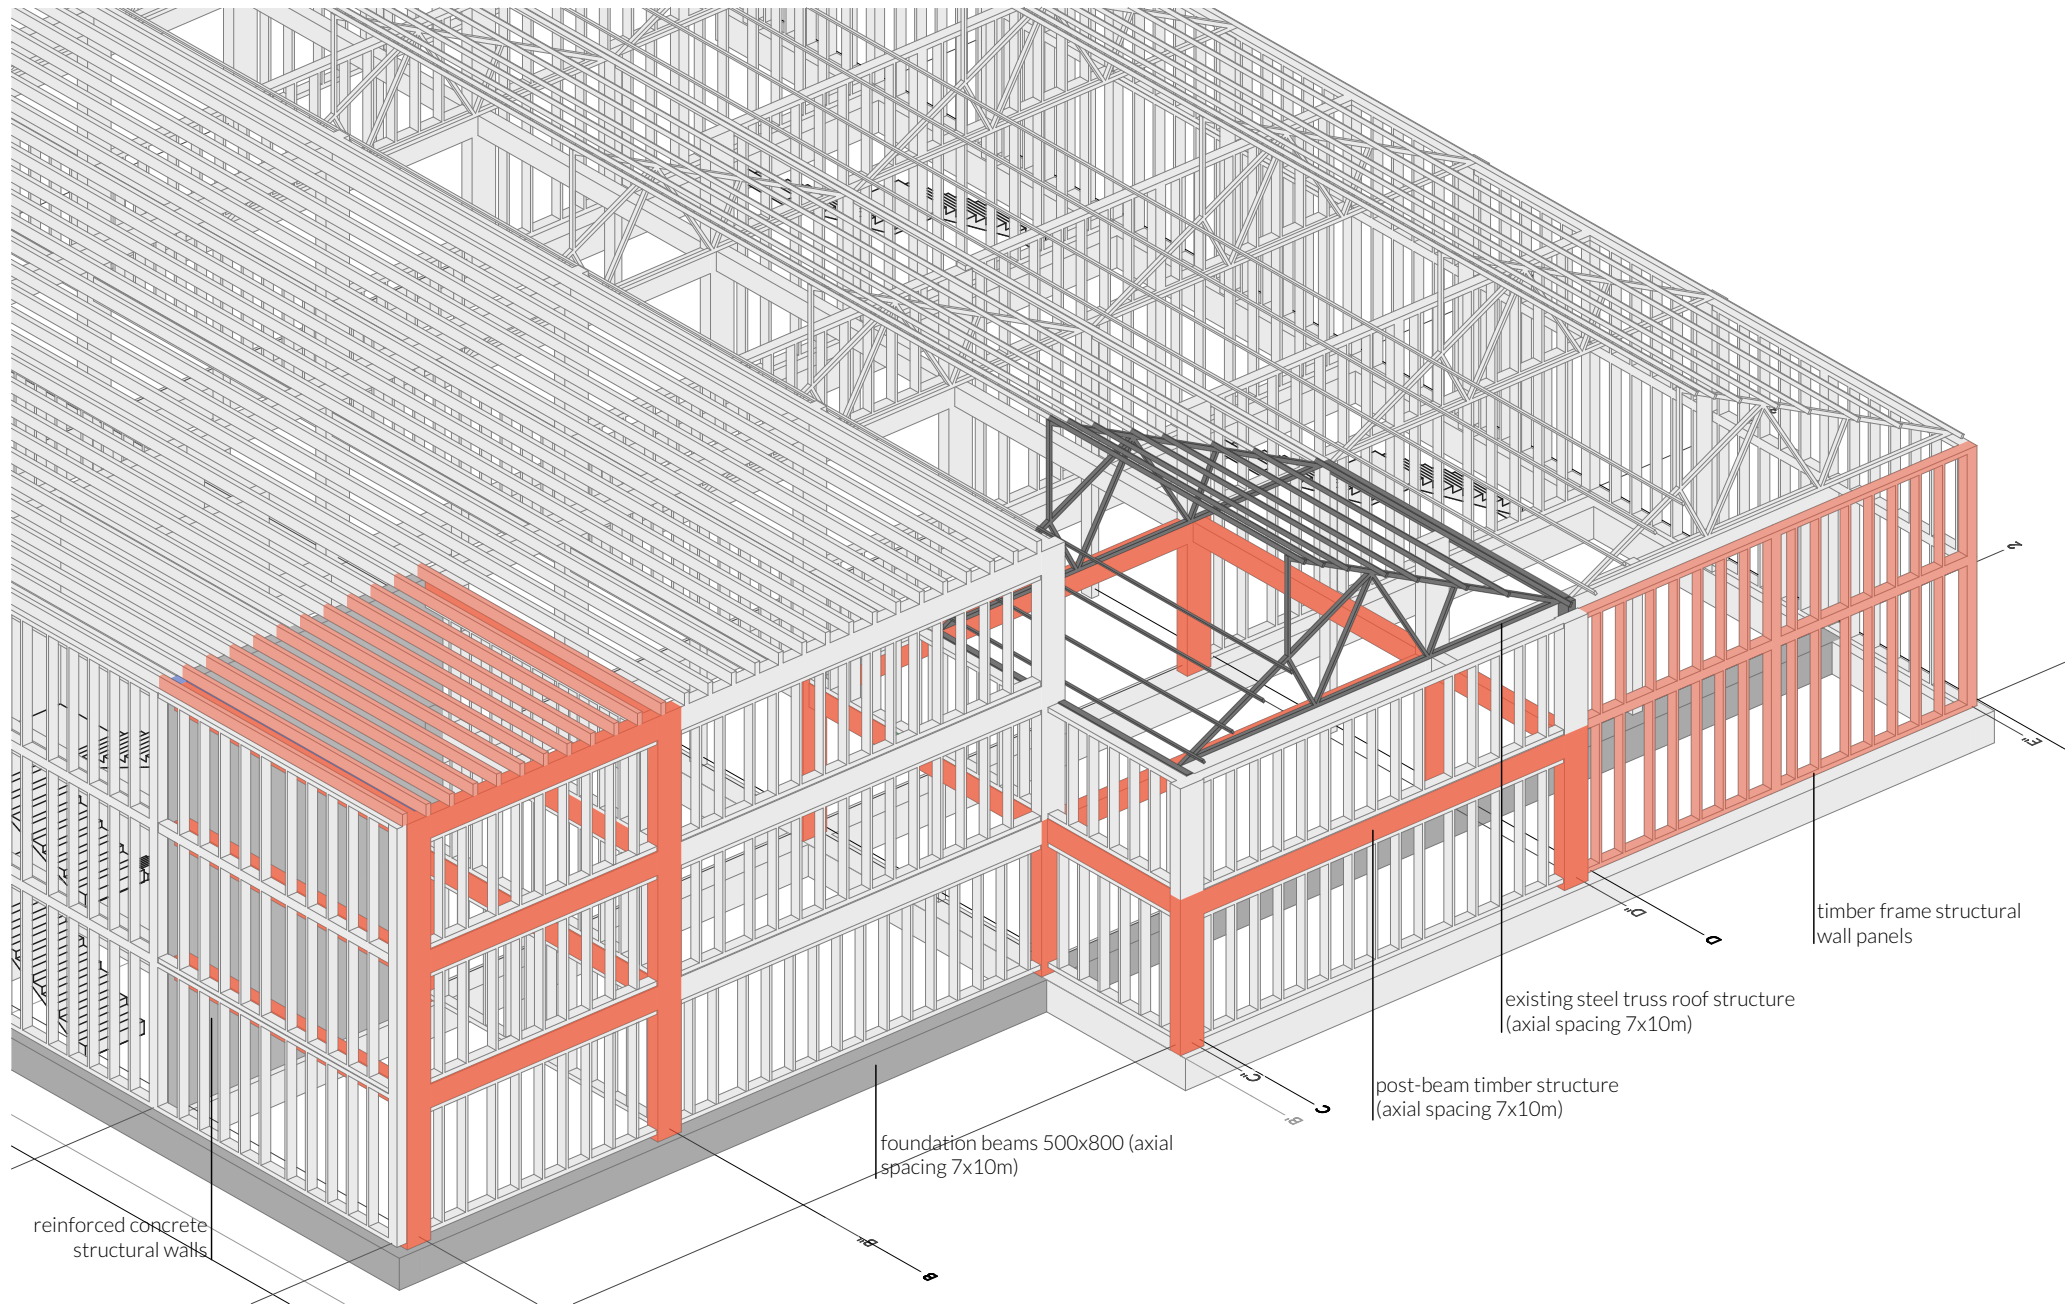 2
E"
timber frame structural
wall panels
D"
D
existing steel truss roof structure
(axial spacing 7x10m)
post-beam timber structure
(axial spacing 7x10m)
C"
C
B'
foundation beams 500x800 (axial
spacing 7x10m)
reinforced concrete
structural walls
B"
B